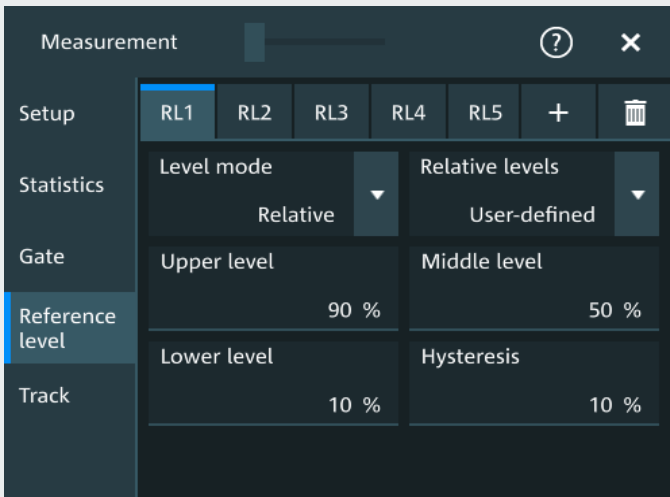 Measurement
?
Setup
Statistics
Gate
Reference
level
Track
RL1 RL2 RL3 RL4 RL5 +
Level mode
Relative
Relative levels
User-defined
Upper level
90 %
Middle level
50 %
Lower level
10 %
Hysteresis
10 %